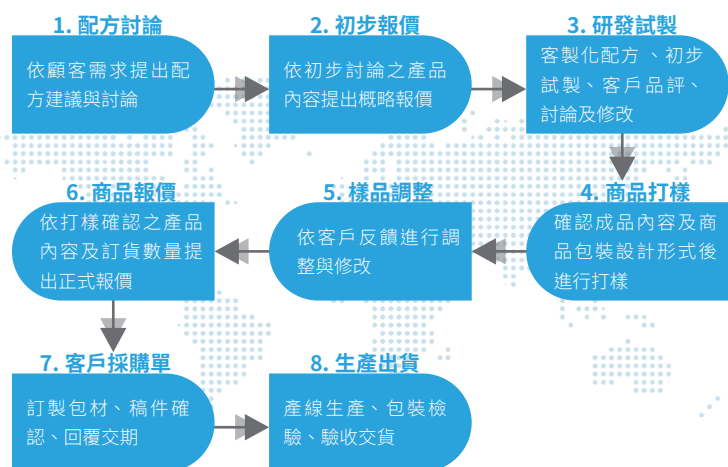 1. 配方討論
依顧客需求提出配
方建議與討論
2. 初步報價
依初步討論之產品
內容提出概略報價
3. 研發試製
客製化配方、初步
試製、客戶品評、
討論及修改
4. 商品打樣
確認成品內容及商
品包裝設計形式後
進行打樣
5. 樣品調整
依客戶反饋進行調
整與修改
6. 商品報價
依打樣確認之產品
內容及訂貨數量提
出正式報價
7. 客戶採購單
訂製包材、稿件確
認、回覆交期
8. 生產出貨
產線生產、包裝檢
驗、驗收交貨